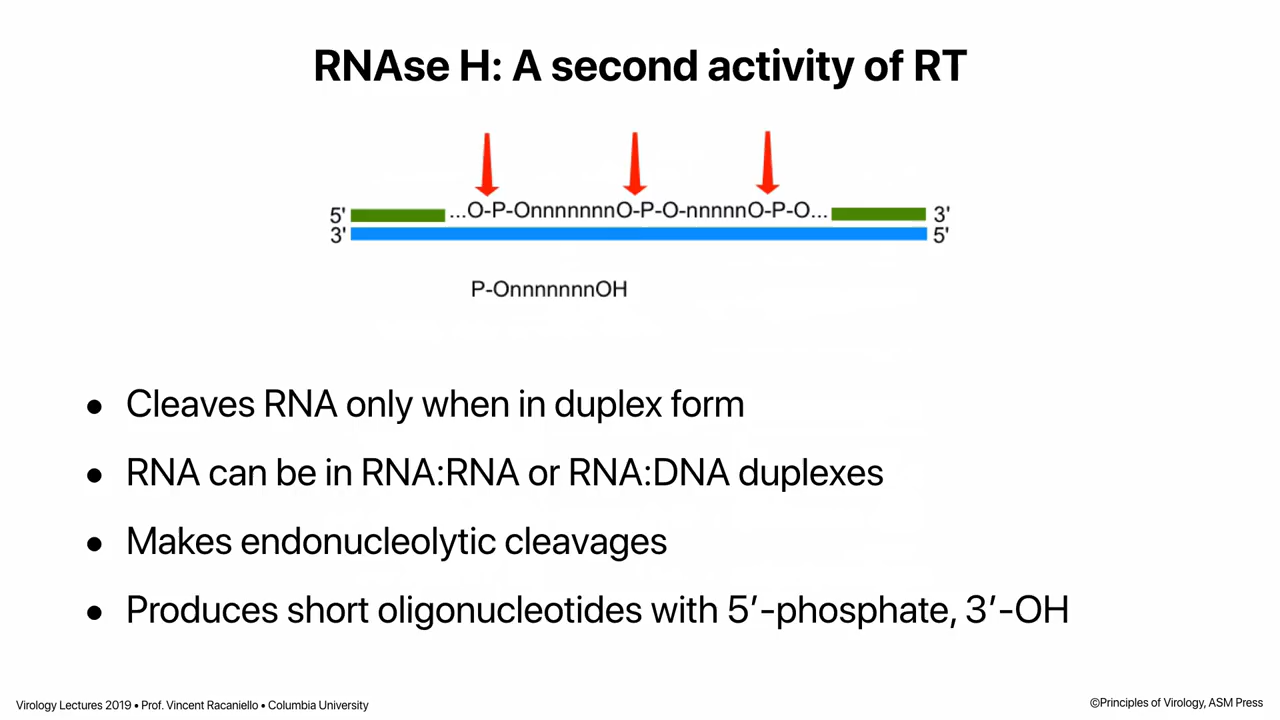 RNAse H: A second activity of RT
5' ...O-P-OnnnnnnnO-P-O-nnnnnO-P-O... 3'
3' 5'
P-OnnnnnnnOH
• Cleaves RNA only when in duplex form
• RNA can be in RNA:RNA or RNA:DNA duplexes
• Makes endonucleolytic cleavages
• Produces short oligonucleotides with 5′-phosphate, 3′-OH
Virology Lectures 2019 • Prof. Vincent Racaniello • Columbia University
©Principles of Virology, ASM Press